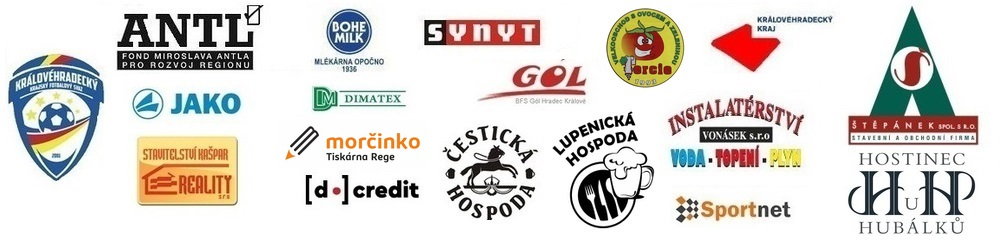 KRÁLOVÉHRADECKÝ
KRAJSKÝ FOTBALOVÝ SVAZ
ANTL
FOND MIROSLAVA ANTLA
PRO ROZVOJ REGIONU
JAKO
STAVITELSTVÍ KAŠPAR
REALITY
s.r.o.
BOHE
MILK
MLÉKÁRNA OPOČNO
1936
DIMATEX
morčinko
Tiskárna Rege
[d•]credit
SYNYT
GÓL
BFS Gól Hradec Králové
ČESTICKÁ
HOSPODA
LUPENICKÁ
HOSPODA
VELKOOBCHOD S OVOCEM A ZELENINOU
Tercie
1993
KRÁLOVÉHRADECKÝ
KRAJ
INSTALATÉRSTVÍ
VONÁSEK s.r.o
VODA - TOPENÍ - PLYN
Sportnet
S
ŠTĚPÁNEK SPOL. S R.O.
STAVEBNÍ A OBCHODNÍ FIRMA
HOSTINEC
HUH
HUBÁLKŮ